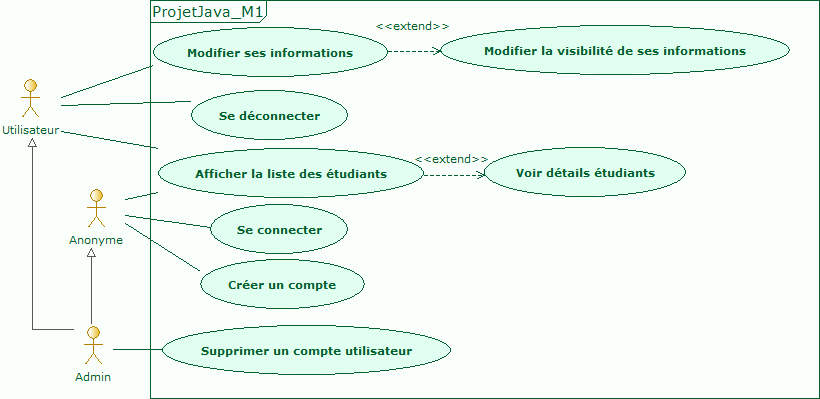 ProjetJava_M1
<<extend>>
Modifier ses informations
Modifier la visibilité de ses informations
Se déconnecter
Utilisateur
<<extend>>
Afficher la liste des étudiants
Voir détails étudiants
Se connecter
Anonyme
Créer un compte
Supprimer un compte utilisateur
Admin